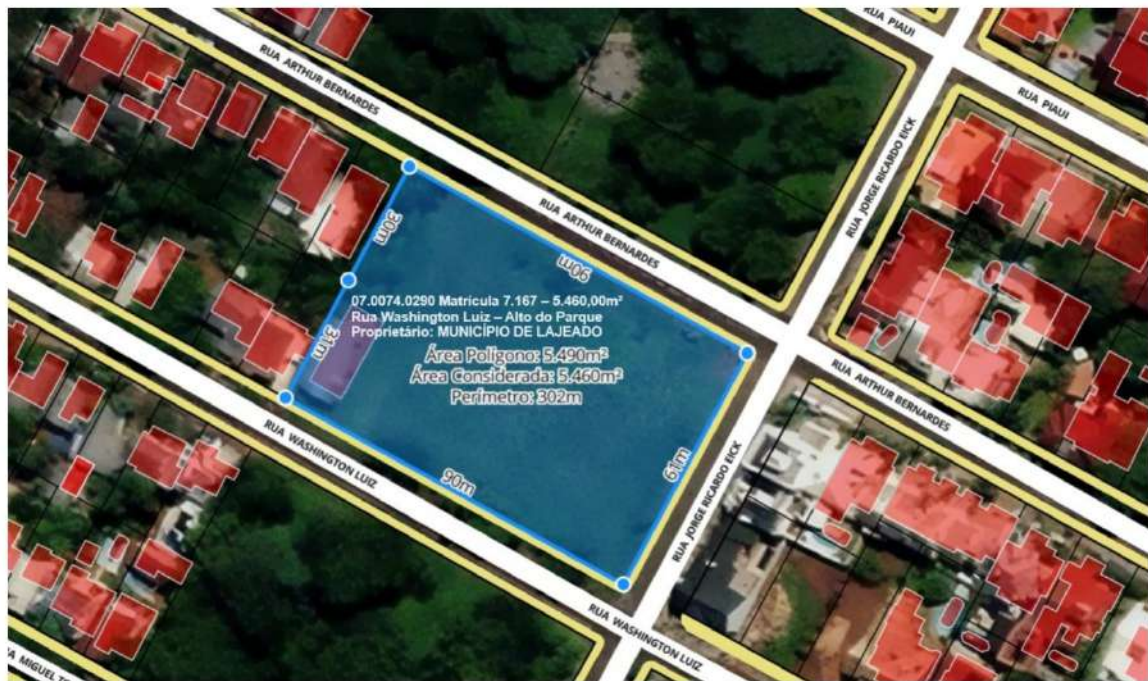 RUA PIAUI
RUA ARTHUR BERNARDES
RUA PIAUI
RUA JORGE RICARDO EICK
RUA ARTHUR BERNARDES
30m
90m
07.0074.0290 Matrícula 7.167 – 5.460,00m²
Rua Washington Luiz – Alto do Parque
Proprietário: MUNICÍPIO DE LAJEADO
31m
Área Polígono: 5.490m²
Área Considerada: 5.460m²
Perímetro: 302m
RUA ARTHUR BERNARDES
RUA WASHINGTON LUIZ
90m
61m
RUA JORGE RICARDO EICK
RUA WASHINGTON LUIZ
MIGUEL